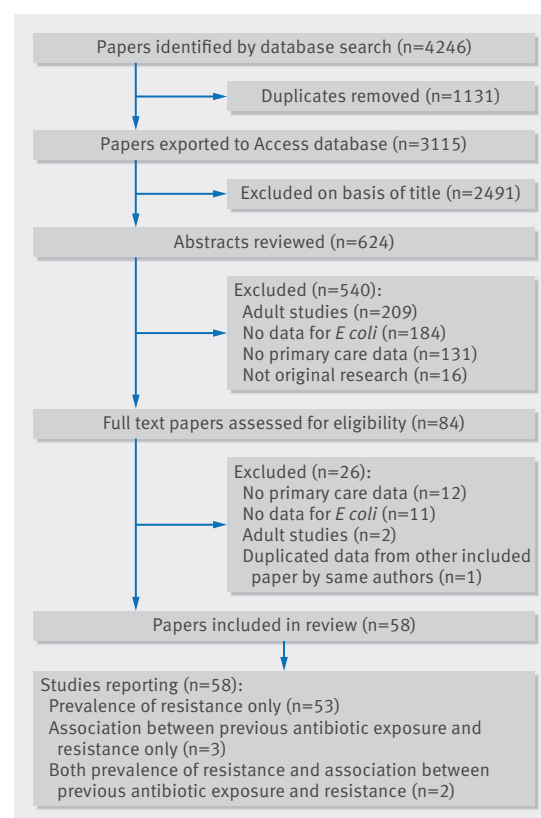 Papers identified by database search (n=4246)
Duplicates removed (n=1131)
Papers exported to Access database (n=3115)
Excluded on basis of title (n=2491)
Abstracts reviewed (n=624)
Excluded (n=540):
Adult studies (n=209)
No data for E coli (n=184)
No primary care data (n=131)
Not original research (n=16)
Full text papers assessed for eligibility (n=84)
Excluded (n=26):
No primary care data (n=12)
No data for E coli (n=11)
Adult studies (n=2)
Duplicated data from other included
paper by same authors (n=1)
Papers included in review (n=58)
Studies reporting (n=58):
Prevalence of resistance only (n=53)
Association between previous antibiotic exposure and
resistance only (n=3)
Both prevalence of resistance and association between
previous antibiotic exposure and resistance (n=2)